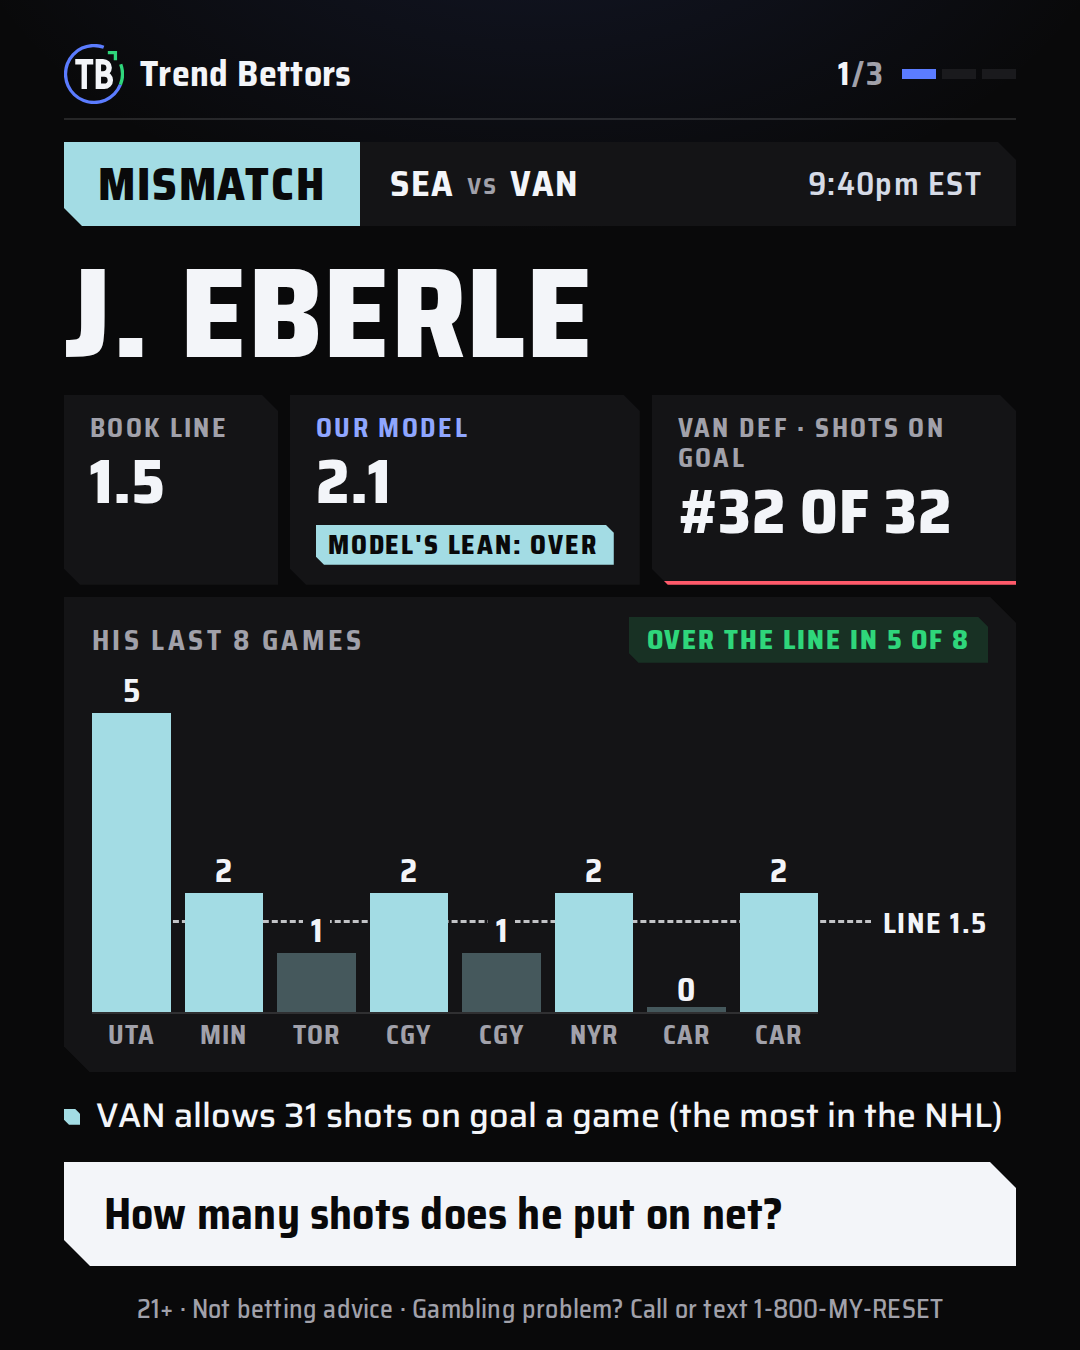 TB Trend Bettors
1/3
MISMATCH
SEA vs VAN
9:40pm EST
J. EBERLE
BOOK LINE
1.5
OUR MODEL
2.1
MODEL'S LEAN: OVER
VAN DEF · SHOTS ON
GOAL
#32 OF 32
HIS LAST 8 GAMES
OVER THE LINE IN 5 OF 8
5
2
1
2
1
2
0
2
LINE 1.5
UTA MIN TOR CGY CGY NYR CAR CAR
VAN allows 31 shots on goal a game (the most in the NHL)
How many shots does he put on net?
21+ · Not betting advice · Gambling problem? Call or text 1-800-MY-RESET